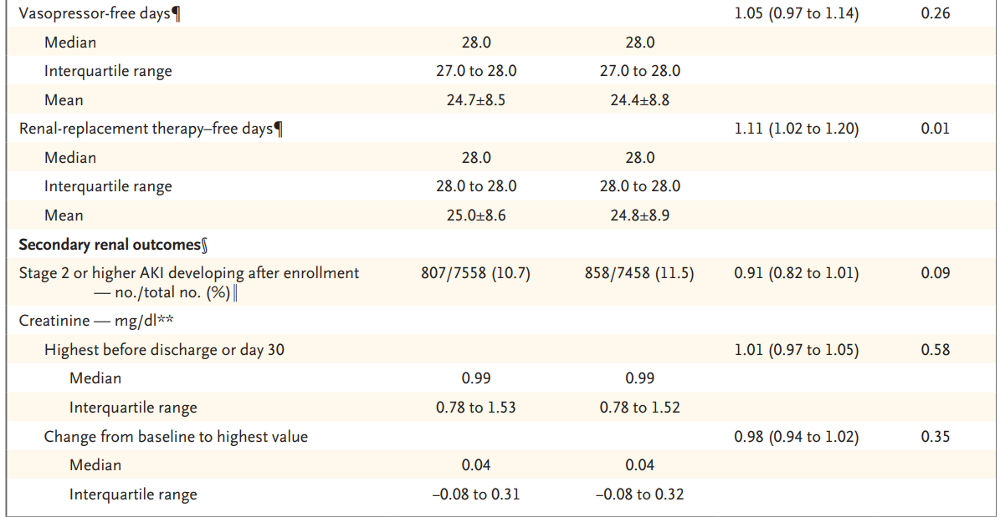 Vasopressor-free days¶ 1.05 (0.97 to 1.14) 0.26
Median 28.0 28.0
Interquartile range 27.0 to 28.0 27.0 to 28.0
Mean 24.7±8.5 24.4±8.8
Renal-replacement therapy–free days¶ 1.11 (1.02 to 1.20) 0.01
Median 28.0 28.0
Interquartile range 28.0 to 28.0 28.0 to 28.0
Mean 25.0±8.6 24.8±8.9
Secondary renal outcomes§
Stage 2 or higher AKI developing after enrollment 807/7558 (10.7) 858/7458 (11.5) 0.91 (0.82 to 1.01) 0.09
— no./total no. (%)‖
Creatinine — mg/dl**
Highest before discharge or day 30 1.01 (0.97 to 1.05) 0.58
Median 0.99 0.99
Interquartile range 0.78 to 1.53 0.78 to 1.52
Change from baseline to highest value 0.98 (0.94 to 1.02) 0.35
Median 0.04 0.04
Interquartile range –0.08 to 0.31 –0.08 to 0.32